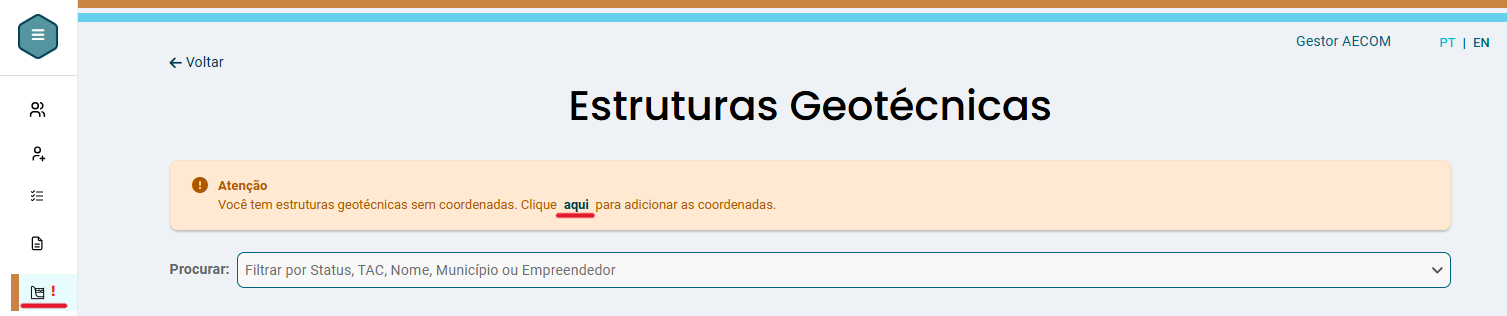 Gestor AECOM
PT | EN
Voltar
Estruturas Geotécnicas
Atenção
Você tem estruturas geotécnicas sem coordenadas. Clique aqui para adicionar as coordenadas.
Procurar: Filtrar por Status, TAC, Nome, Município ou Empreendedor
!